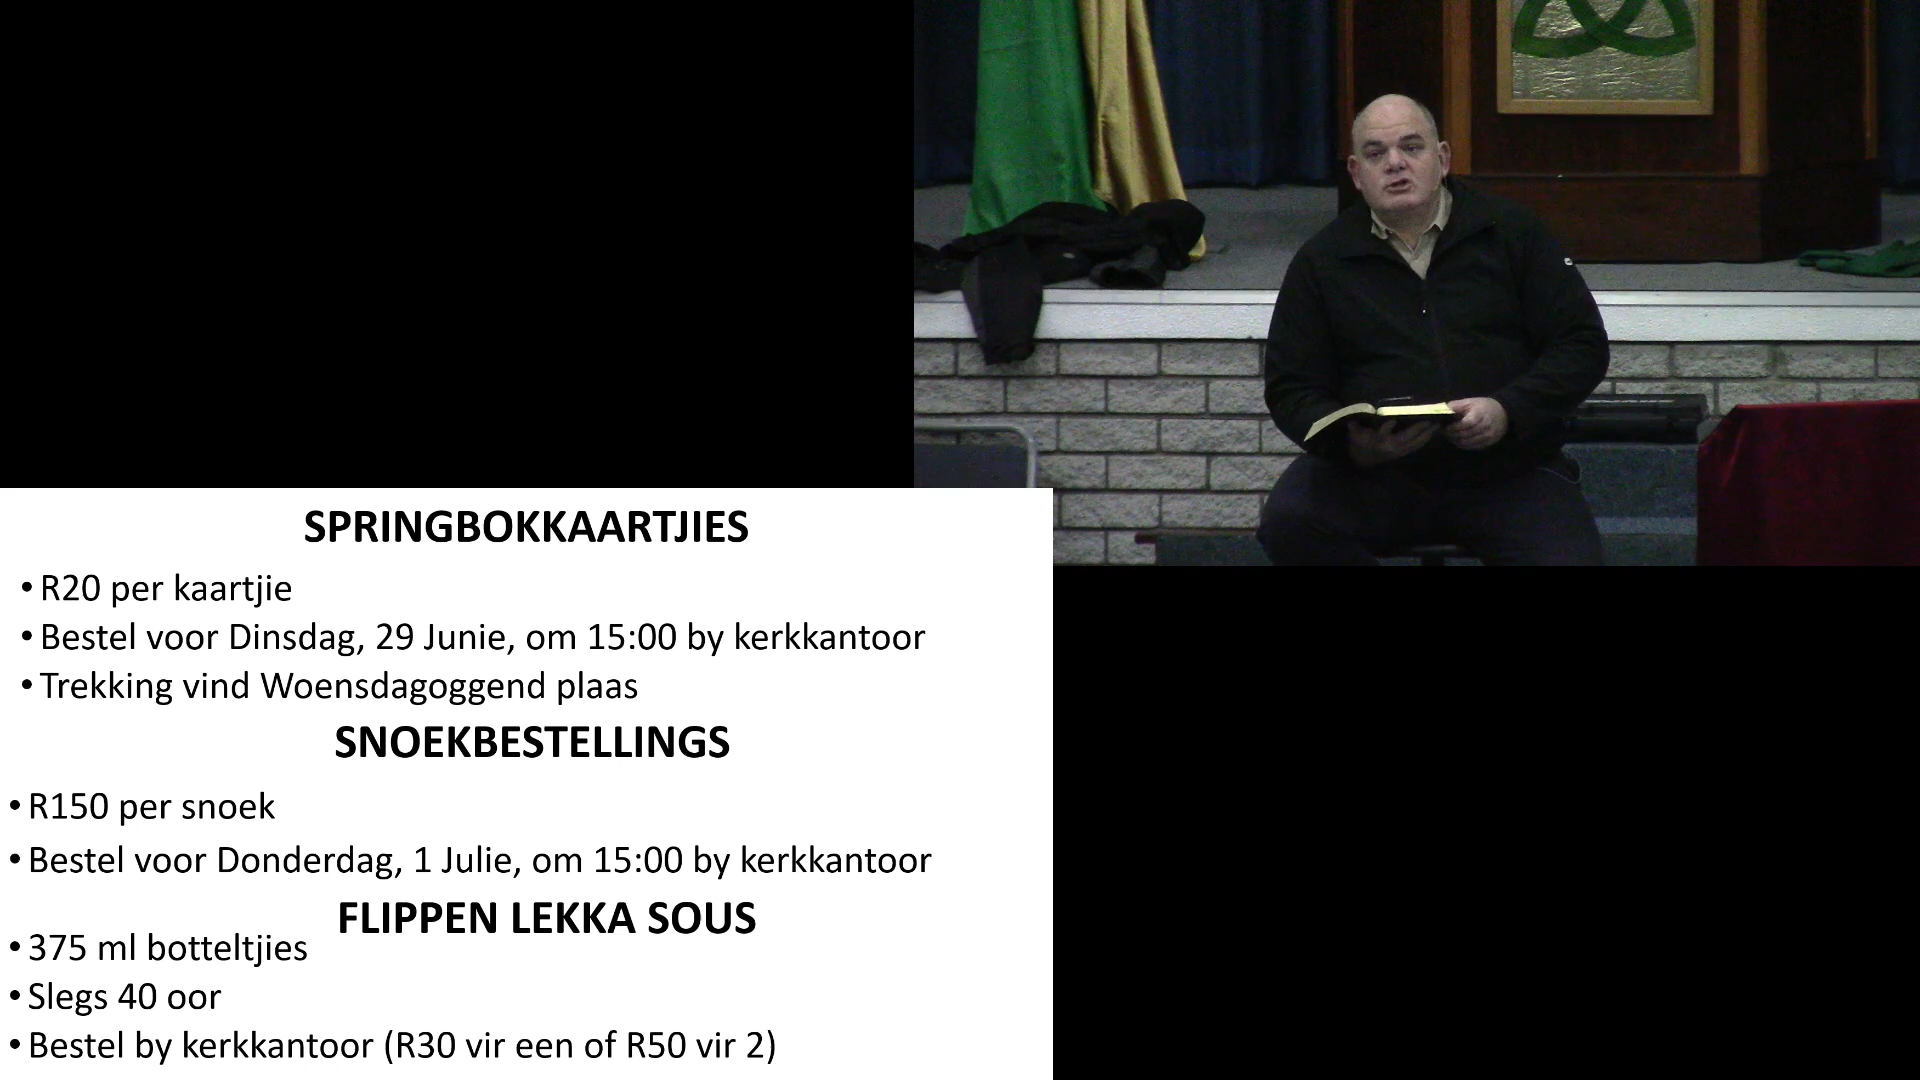 SPRINGBOKKAARTJIES
• R20 per kaartjie
• Bestel voor Dinsdag, 29 Junie, om 15:00 by kerkkantoor
• Trekking vind Woensdagoggend plaas
SNOEKBESTELLINGS
• R150 per snoek
• Bestel voor Donderdag, 1 Julie, om 15:00 by kerkkantoor
FLIPPEN LEKKA SOUS
• 375 ml botteltjies
• Slegs 40 oor
• Bestel by kerkkantoor (R30 vir een of R50 vir 2)